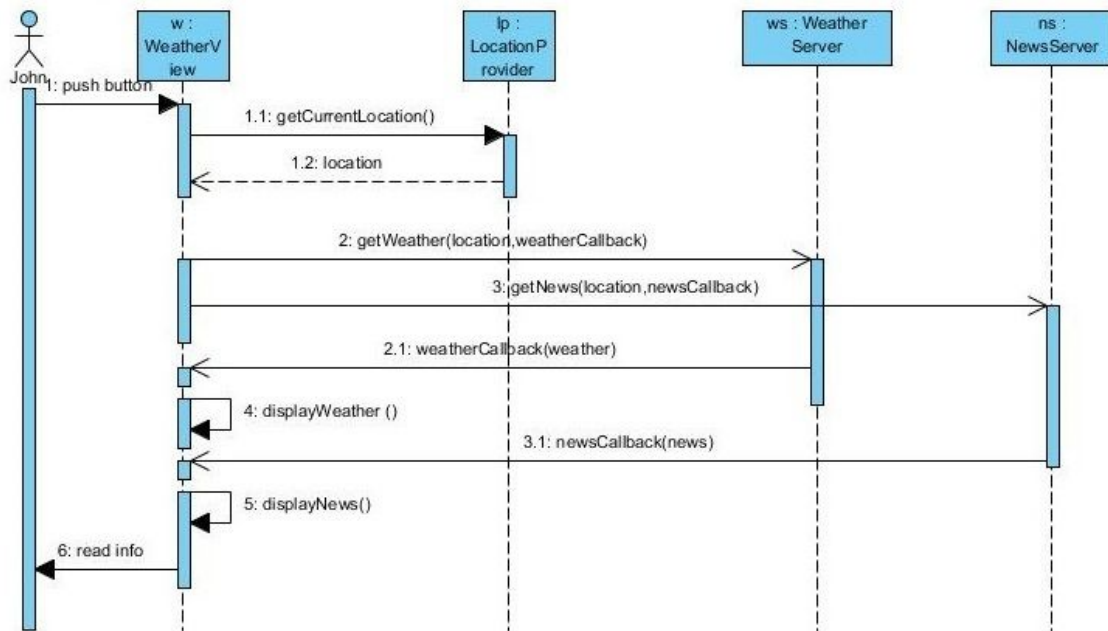 w :
WeatherV
iew
lp :
LocationP
rovider
ws : Weather
Server
ns :
NewsServer
John
1: push button
1.1: getCurrentLocation()
1.2: location
2: getWeather(location,weatherCallback)
3: getNews(location,newsCallback)
2.1: weatherCallback(weather)
4: displayWeather ()
3.1: newsCallback(news)
5: displayNews()
6: read info